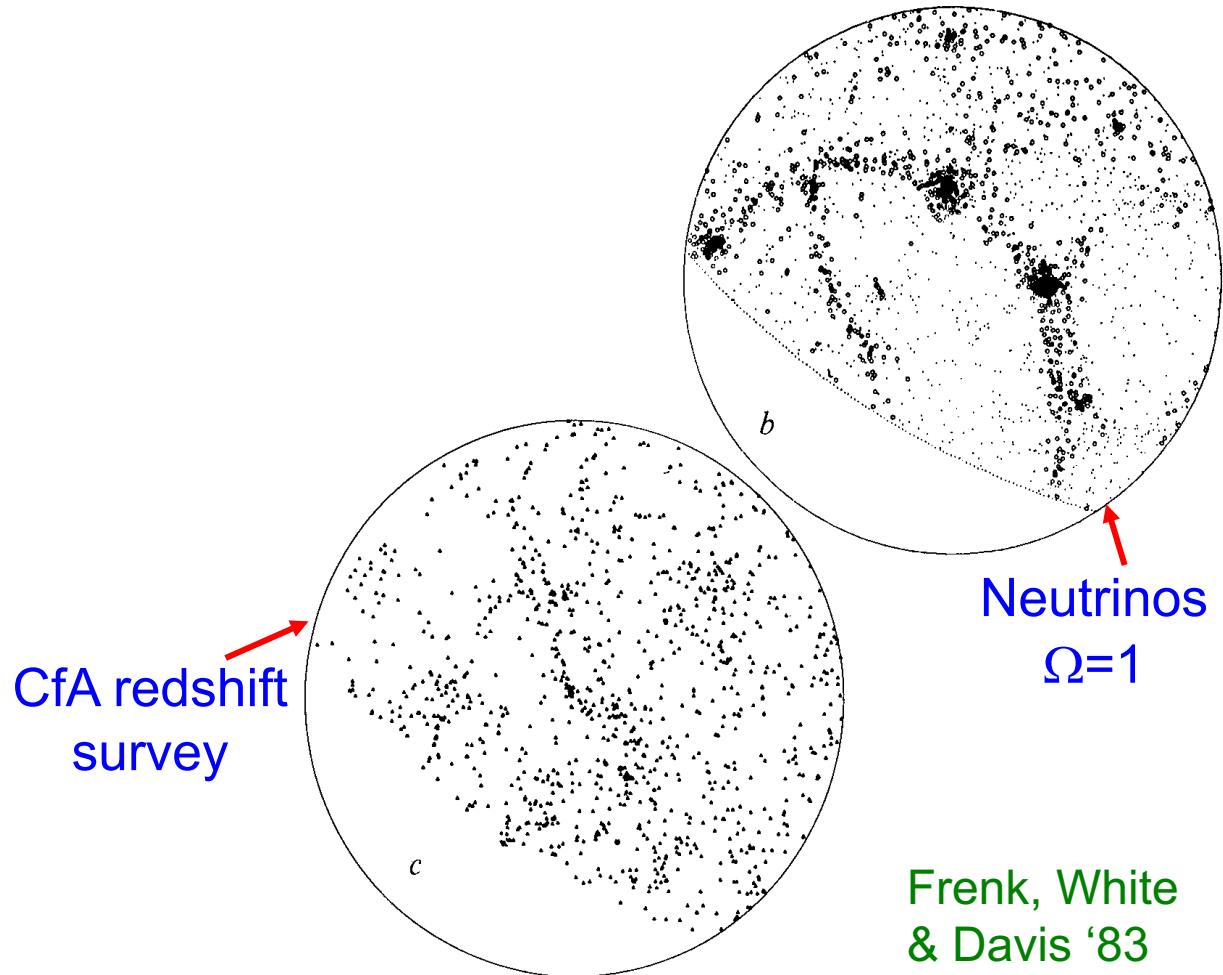 b
Neutrinos
Ω=1
CfA redshift
survey
c
Frenk, White
& Davis ‘83